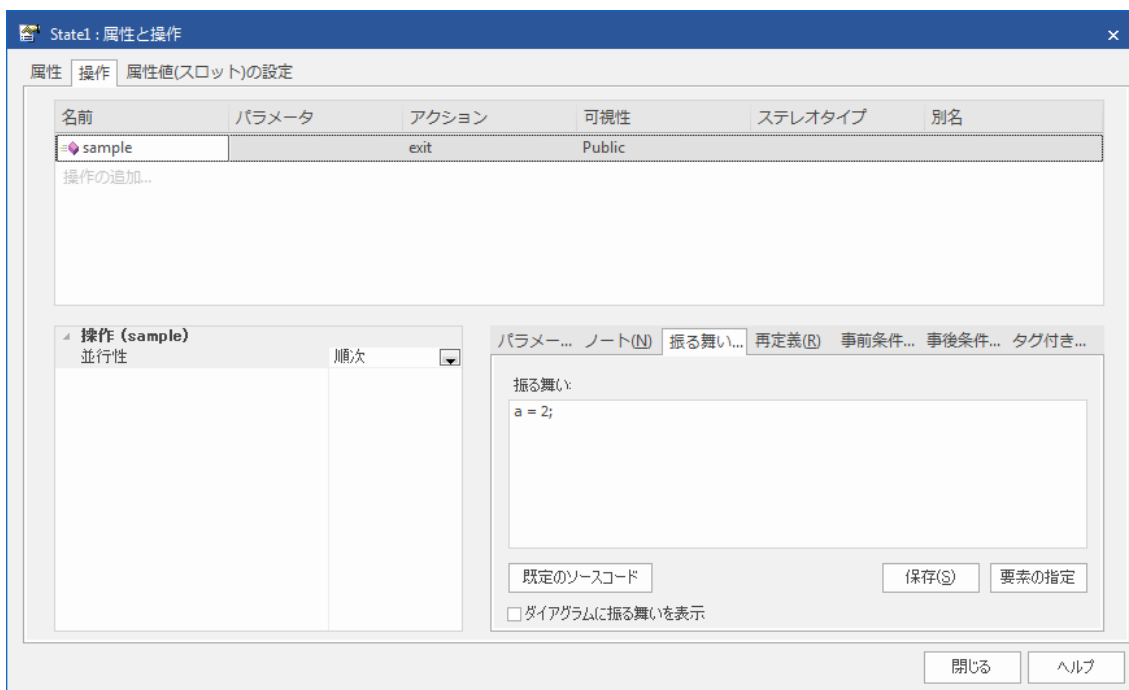 State1 : 属性と操作
属性 操作 属性値(スロット)の設定
名前 パラメータ アクション 可視性 ステレオタイプ 別名
sample exit Public
操作の追加...
操作 (sample)
並行性 順次
パラメー... ノート(N) 振る舞い... 再定義(R) 事前条件... 事後条件... タグ付き...
振る舞い:
a = 2;
既定のソースコード 保存(S) 要素の指定
ダイアグラムに振る舞いを表示
閉じる ヘルプ